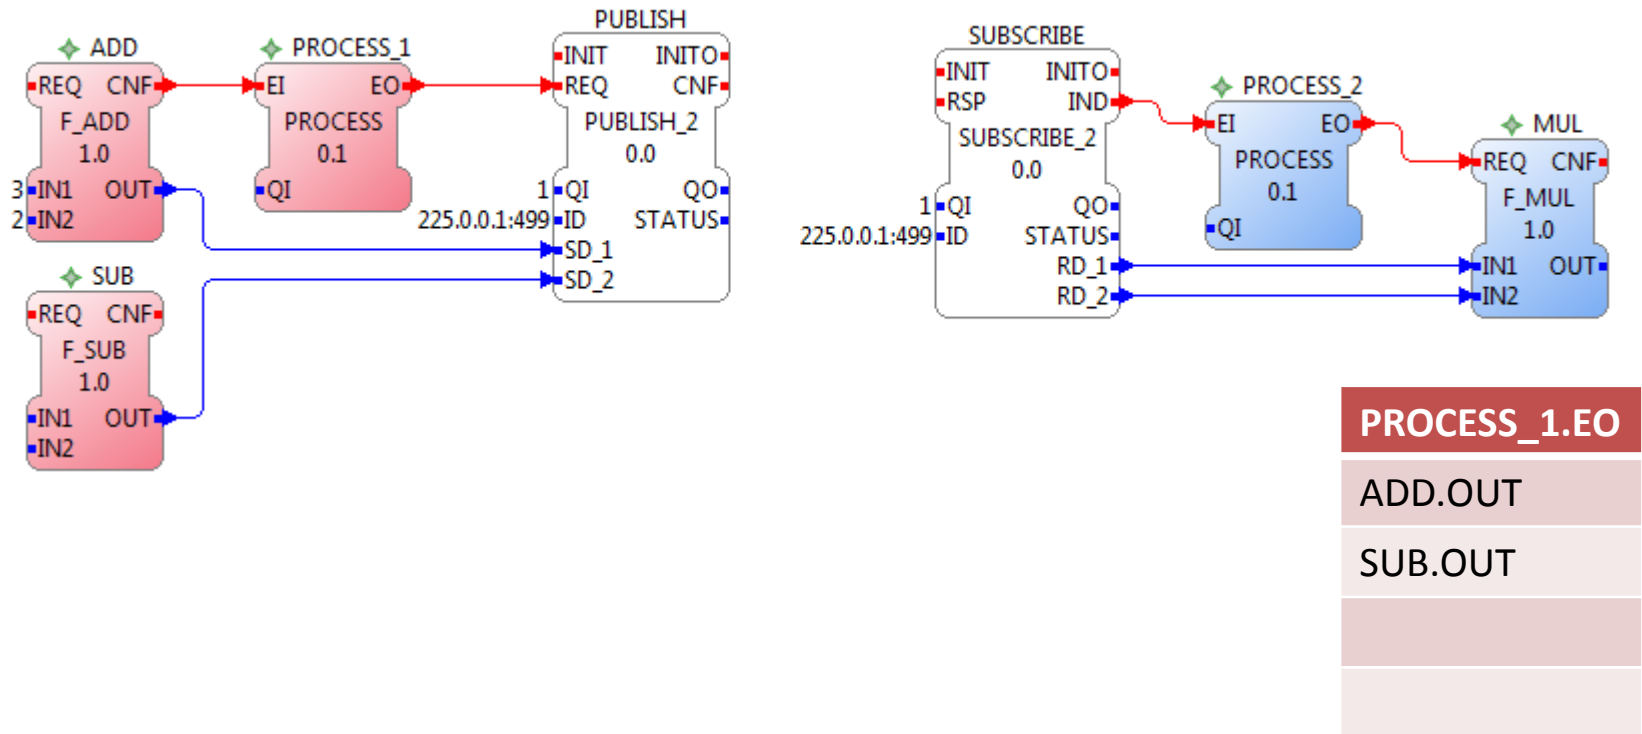 ADD
REQ CNF
F_ADD
1.0
3 IN1 OUT
2 IN2
PROCESS_1
EI EO
PROCESS
0.1
QI
PUBLISH
INIT INITO
REQ CNF
PUBLISH_2
0.0
1 QI QO
225.0.0.1:499 ID STATUS
SD_1
SD_2
SUB
REQ CNF
F_SUB
1.0
IN1 OUT
IN2
SUBSCRIBE
INIT INITO
RSP IND
SUBSCRIBE_2
0.0
1 QI QO
225.0.0.1:499 ID STATUS
RD_1
RD_2
PROCESS_2
EI EO
PROCESS
0.1
QI
MUL
REQ CNF
F_MUL
1.0
IN1 OUT
IN2
PROCESS_1.EO
ADD.OUT
SUB.OUT